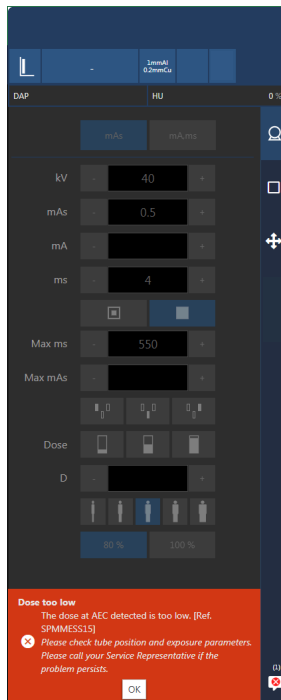 -
1mmAl
0.2mmCu
DAP HU 0 %
mAs mA.ms
kV - 40 +
mAs - 0.5 +
mA - +
ms - 4 +
Max ms - 550 +
Max mAs - +
Dose
D - +
80 % 100 %
Dose too low
The dose at AEC detected is too low. [Ref.
SPMMESS15]
Please check tube position and exposure parameters.
Please call your Service Representative if the
problem persists.
OK
(1)